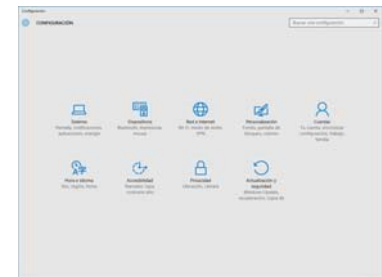 Configuración
CONFIGURACIÓN
Buscar una configuración
Sistema
Pantalla, notificaciones,
aplicaciones, energía
Dispositivos
Bluetooth, impresoras,
mouse
Red e Internet
Wi-Fi, modo de avión,
VPN
Personalización
Fondo, pantalla de
bloqueo, colores
Cuentas
Tu cuenta, sincronizar
configuración, trabajo,
familia
Hora e idioma
Voz, región, fecha
Accesibilidad
Narrador, lupa,
contraste alto
Privacidad
Ubicación, cámara
Actualización y
seguridad
Windows Update,
recuperación, copia de